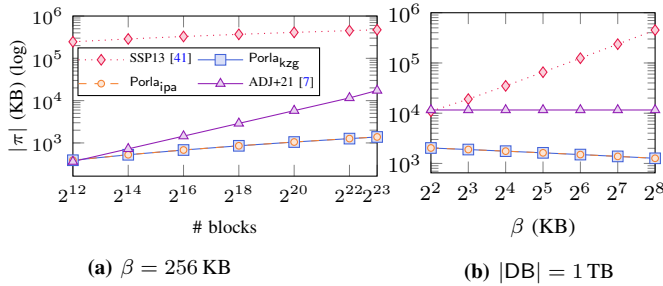 |π| (KB) (log)
10^6
10^5
10^4
10^3
SSP13 [41]
Porla_kzg
Porla_ipa
ADJ+21 [7]
2^12 2^14 2^16 2^18 2^20 2^22 2^23
# blocks
(a) β = 256 KB
10^6
10^5
10^4
10^3
2^2 2^3 2^4 2^5 2^6 2^7 2^8
β (KB)
(b) |DB| = 1 TB